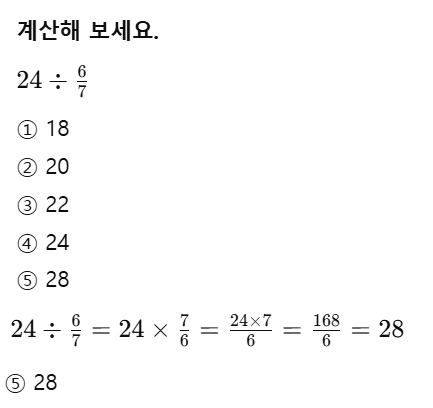 계산해 보세요.
24 ÷ 6/7
① 18
② 20
③ 22
④ 24
⑤ 28
24 ÷ 6/7 = 24 × 7/6 = 24×7/6 = 168/6 = 28
⑤ 28